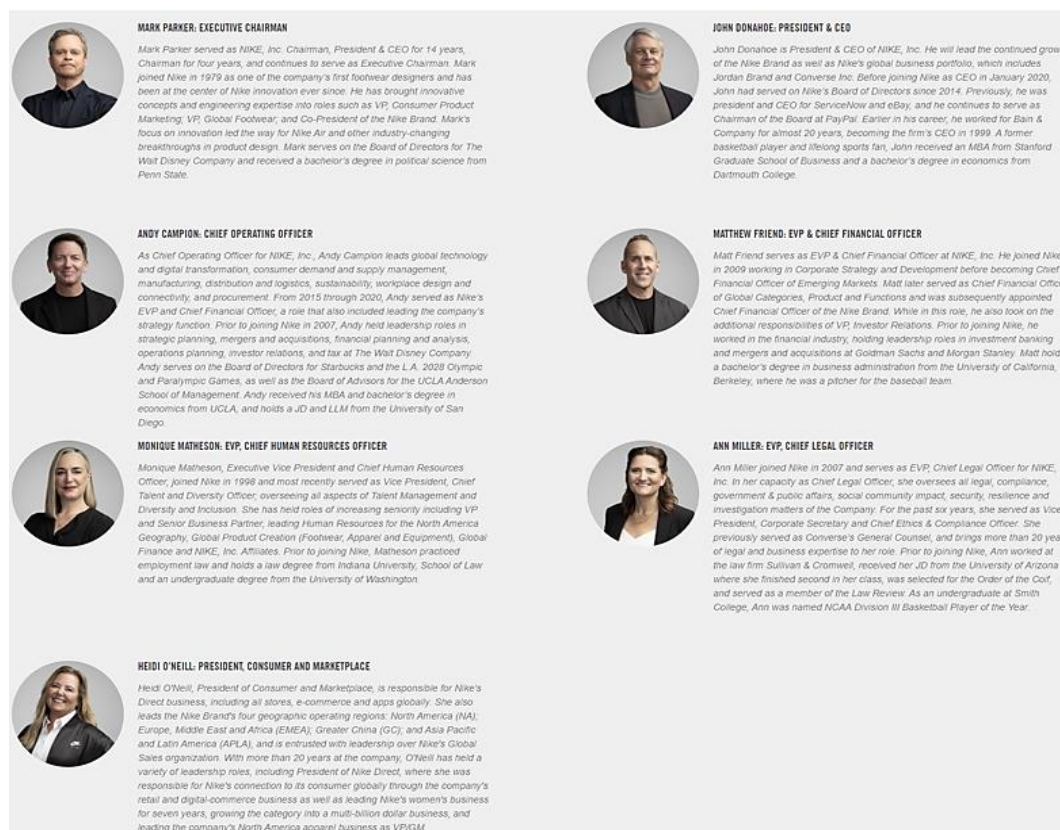 MARK PARKER: EXECUTIVE CHAIRMAN
Mark Parker served as NIKE, Inc. Chairman, President & CEO for 14 years,
Chairman for four years, and continues to serve as Executive Chairman. Mark
joined Nike in 1979 as one of the company's first footwear designers and has
been at the center of Nike innovation ever since. He has brought innovative
concepts and engineering expertise into roles such as VP, Consumer Product
Marketing; VP, Global Footwear; and Co-President of the Nike Brand. Mark's
focus on innovation led the way for Nike Air and other industry-changing
breakthroughs in product design. Mark serves on the Board of Directors for The
Walt Disney Company and received a bachelor's degree in political science from
Penn State.
JOHN DONAHOE: PRESIDENT & CEO
John Donahoe is President & CEO of NIKE, Inc. He will lead the continued grow
of the Nike Brand as well as Nike's global business portfolio, which includes
Jordan Brand and Converse Inc. Before joining Nike as CEO in January 2020,
John had served on Nike's Board of Directors since 2014. Previously, he was
president and CEO for ServiceNow and eBay, and he continues to serve as
Chairman of the Board at PayPal. Earlier in his career, he worked for Bain &
Company for almost 20 years, becoming the firm's CEO in 1999. A former
basketball player and lifelong sports fan, John received an MBA from Stanford
Graduate School of Business and a bachelor's degree in economics from
Dartmouth College.
ANDY CAMPION: CHIEF OPERATING OFFICER
As Chief Operating Officer for NIKE, Inc., Andy Campion leads global technology
and digital transformation, consumer demand and supply management,
manufacturing, distribution and logistics, sustainability, workplace design and
connectivity, and procurement. From 2015 through 2020, Andy served as Nike's
EVP and Chief Financial Officer, a role that also included leading the company's
strategy function. Prior to joining Nike in 2007, Andy held leadership roles in
strategic planning, mergers and acquisitions, financial planning and analysis,
operations planning, investor relations, and tax at The Walt Disney Company.
Andy serves on the Board of Directors for Starbucks and the L.A. 2028 Olympic
and Paralympic Games, as well as the Board of Advisors for the UCLA Anderson
School of Management. Andy received his MBA and bachelor's degree in
economics from UCLA, and holds a JD and LLM from the University of San
Diego.
MATTHEW FRIEND: EVP & CHIEF FINANCIAL OFFICER
Matt Friend serves as EVP & Chief Financial Officer at NIKE, Inc. He joined Nike
in 2009 working in Corporate Strategy and Development before becoming Chief
Financial Officer of Emerging Markets. Matt later served as Chief Financial Offic
of Global Categories, Product and Functions and was subsequently appointed
Chief Financial Officer of the Nike Brand. While in this role, he also took on the
additional responsibilities of VP, Investor Relations. Prior to joining Nike, he
worked in the financial industry, holding leadership roles in investment banking
and mergers and acquisitions at Goldman Sachs and Morgan Stanley. Matt hold
a bachelor's degree in business administration from the University of California,
Berkeley, where he was a pitcher for the baseball team.
MONIQUE MATHESON: EVP, CHIEF HUMAN RESOURCES OFFICER
Monique Matheson, Executive Vice President and Chief Human Resources
Officer, joined Nike in 1998 and most recently served as Vice President, Chief
Talent and Diversity Officer, overseeing all aspects of Talent Management and
Diversity and Inclusion. She has held roles of increasing seniority including VP
and Senior Business Partner, leading Human Resources for the North America
Geography, Global Product Creation (Footwear, Apparel and Equipment), Global
Finance and NIKE, Inc. Affiliates. Prior to joining Nike, Matheson practiced
employment law and holds a law degree from Indiana University, School of Law
and an undergraduate degree from the University of Washington.
ANN MILLER: EVP, CHIEF LEGAL OFFICER
Ann Miller joined Nike in 2007 and serves as EVP, Chief Legal Officer for NIKE,
Inc. In her capacity as Chief Legal Officer, she oversees all legal, compliance,
government & public affairs, social community impact, security, resilience and
investigation matters of the Company. For the past six years, she served as Vice
President, Corporate Secretary and Chief Ethics & Compliance Officer. She
previously served as Converse's General Counsel, and brings more than 20 yea
of legal and business expertise to her role. Prior to joining Nike, Ann worked at
the law firm Sullivan & Cromwell, received her JD from the University of Arizona
where she finished second in her class, was selected for the Order of the Coif,
and served as a member of the Law Review. As an undergraduate at Smith
College, Ann was named NCAA Division III Basketball Player of the Year.
HEIDI O'NEILL: PRESIDENT, CONSUMER AND MARKETPLACE
Heidi O'Neill, President of Consumer and Marketplace, is responsible for Nike's
Direct business, including all stores, e-commerce and apps globally. She also
leads the Nike Brand's four geographic operating regions: North America (NA);
Europe, Middle East and Africa (EMEA); Greater China (GC); and Asia Pacific
and Latin America (APLA), and is entrusted with leadership over Nike's Global
Sales organization. With more than 20 years at the company, O'Neill has held a
variety of leadership roles, including President of Nike Direct, where she was
responsible for Nike's connection to its consumer globally through the company's
retail and digital-commerce business as well as leading Nike's women's business
for seven years, growing the category into a multi-billion dollar business, and
leading the company's North America apparel business as VP/GM.